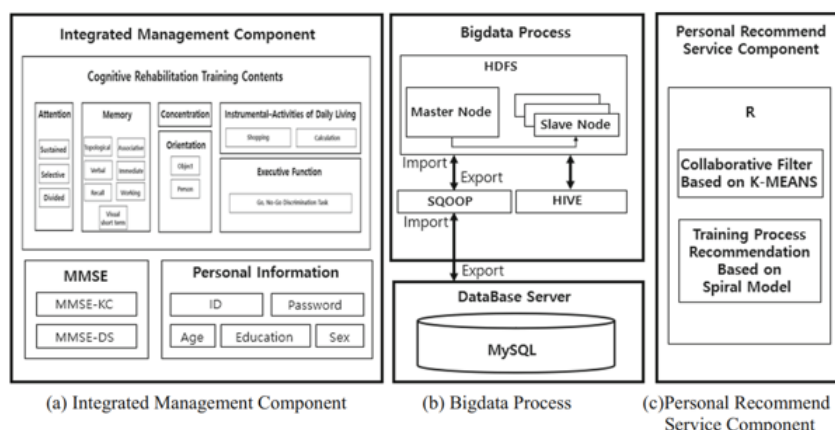 Integrated Management Component
Cognitive Rehabilitation Training Contents
Attention
Sustained
Selective
Divided
Memory
Topological
Associative
Verbal
Immediate
Recall
Working
Visual
short term
Concentration
Orientation
Object
Person
Instrumental-Activities of Daily Living
Shopping
Calculation
Executive Function
Go, No-Go Discrimination Task
MMSE
MMSE-KC
MMSE-DS
Personal Information
ID
Password
Age
Education
Sex
Bigdata Process
HDFS
Master Node
Slave Node
Import
Export
SQOOP
HIVE
Import
Export
DataBase Server
MySQL
Personal Recommend
Service Component
R
Collaborative Filter
Based on K-MEANS
Training Process
Recommendation
Based on
Spiral Model
(a) Integrated Management Component
(b) Bigdata Process
(c)Personal Recommend
Service Component